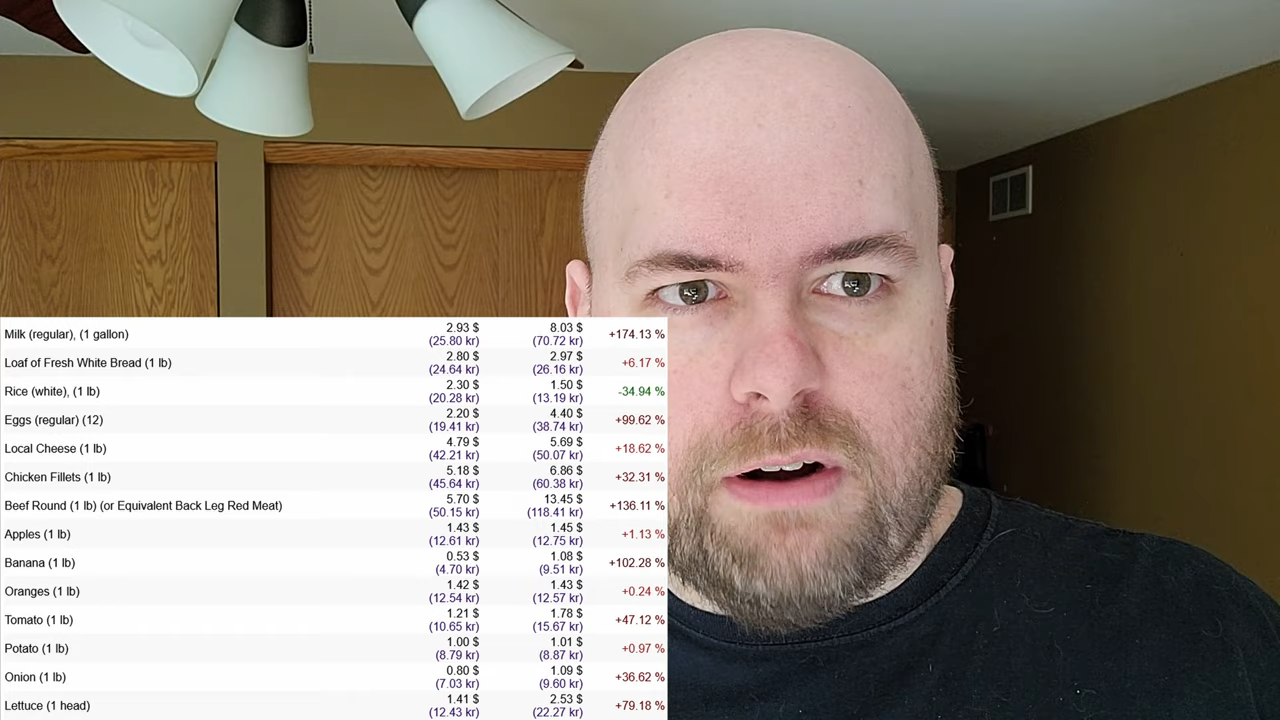 Milk (regular), (1 gallon) 2.93 $ 8.03 $ +174.13 %
(25.80 kr) (70.72 kr)
Loaf of Fresh White Bread (1 lb) 2.80 $ 2.97 $ +6.17 %
(24.64 kr) (26.16 kr)
Rice (white), (1 lb) 2.30 $ 1.50 $ -34.94 %
(20.28 kr) (13.19 kr)
Eggs (regular) (12) 2.20 $ 4.40 $ +99.62 %
(19.41 kr) (38.74 kr)
Local Cheese (1 lb) 4.79 $ 5.69 $ +18.62 %
(42.21 kr) (50.07 kr)
Chicken Fillets (1 lb) 5.18 $ 6.86 $ +32.31 %
(45.64 kr) (60.38 kr)
Beef Round (1 lb) (or Equivalent Back Leg Red Meat) 5.70 $ 13.45 $ +136.11 %
(50.15 kr) (118.41 kr)
Apples (1 lb) 1.43 $ 1.45 $ +1.13 %
(12.61 kr) (12.75 kr)
Banana (1 lb) 0.53 $ 1.08 $ +102.28 %
(4.70 kr) (9.51 kr)
Oranges (1 lb) 1.42 $ 1.43 $ +0.24 %
(12.54 kr) (12.57 kr)
Tomato (1 lb) 1.21 $ 1.78 $ +47.12 %
(10.65 kr) (15.67 kr)
Potato (1 lb) 1.00 $ 1.01 $ +0.97 %
(8.79 kr) (8.87 kr)
Onion (1 lb) 0.80 $ 1.09 $ +36.62 %
(7.03 kr) (9.60 kr)
Lettuce (1 head) 1.41 $ 2.53 $ +79.18 %
(12.43 kr) (22.27 kr)